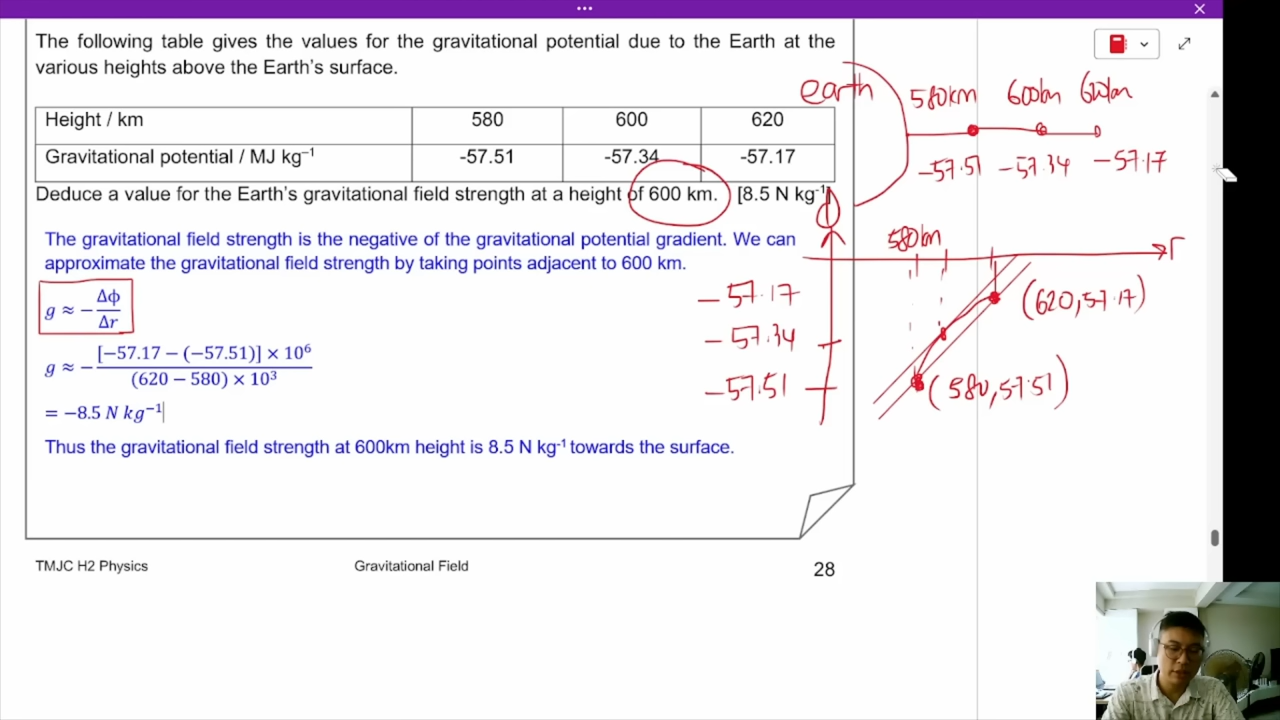 The following table gives the values for the gravitational potential due to the Earth at the
various heights above the Earth's surface.
Height / km 580 600 620
Gravitational potential / MJ kg⁻¹ -57.51 -57.34 -57.17
Deduce a value for the Earth's gravitational field strength at a height of 600 km. [8.5 N kg⁻¹]
The gravitational field strength is the negative of the gravitational potential gradient. We can
approximate the gravitational field strength by taking points adjacent to 600 km.
g ≈ − Δϕ / Δr
g ≈ − [−57.17 − (−57.51)] × 10⁶ / (620 − 580) × 10³
= −8.5 N kg⁻¹
Thus the gravitational field strength at 600km height is 8.5 N kg⁻¹ towards the surface.
TMJC H2 Physics Gravitational Field 28
earth 580km 600km 620km
-57.51 -57.34 -57.17
ϕ
580km r
-57.17 (620, 57.17)
-57.34
-57.51 (580, 57.51)